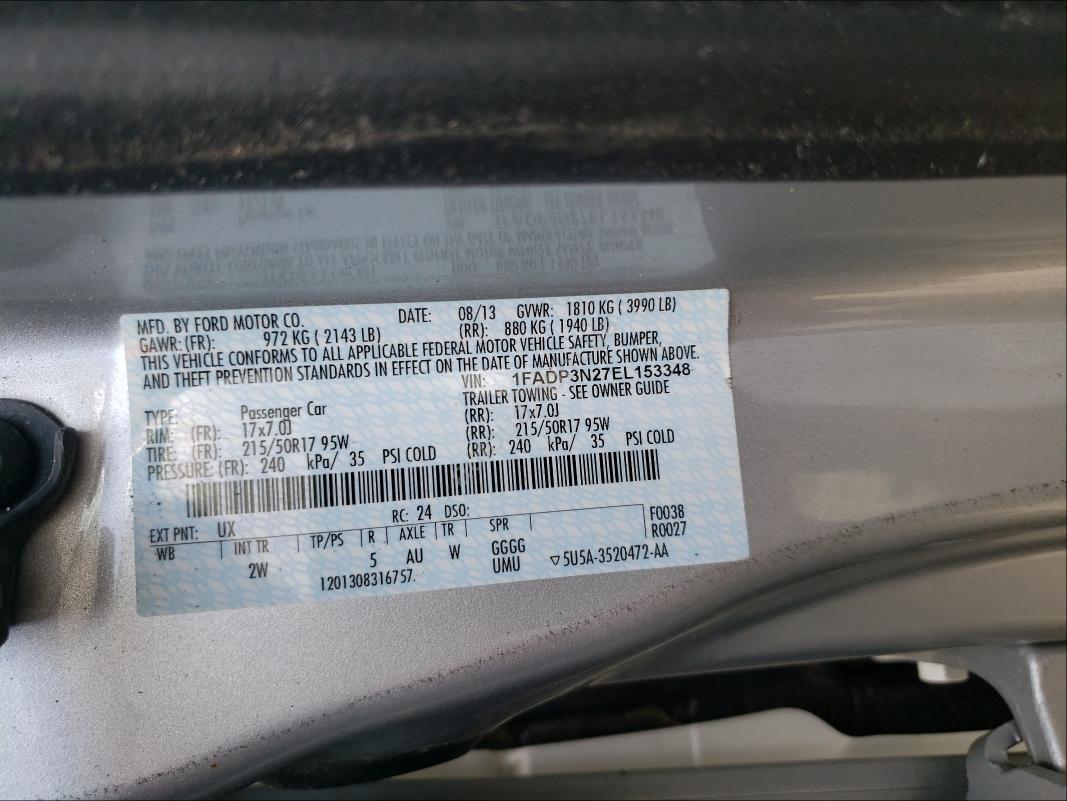 MFD. BY FORD MOTOR CO. DATE: 08/13 GVWR: 1810 KG ( 3990 LB)
GAWR: (FR): 972 KG ( 2143 LB) (RR): 880 KG ( 1940 LB)
THIS VEHICLE CONFORMS TO ALL APPLICABLE FEDERAL MOTOR VEHICLE SAFETY, BUMPER,
AND THEFT PREVENTION STANDARDS IN EFFECT ON THE DATE OF MANUFACTURE SHOWN ABOVE.
VIN: 1FADP3N27EL153348
TYPE: Passenger Car TRAILER TOWING - SEE OWNER GUIDE
RIM: (FR): 17x7.0J (RR): 17x7.0J
TIRE: (FR): 215/50R17 95W (RR): 215/50R17 95W
PRESSURE: (FR): 240 kPa/ 35 PSI COLD (RR): 240 kPa/ 35 PSI COLD
EXT PNT: UX RC: 24 DSO: F0038
R0027
WB INT TR TP/PS R AXLE TR SPR
2W 5 AU W GGGG
UMU ▽5U5A-3520472-AA
1201308316757.